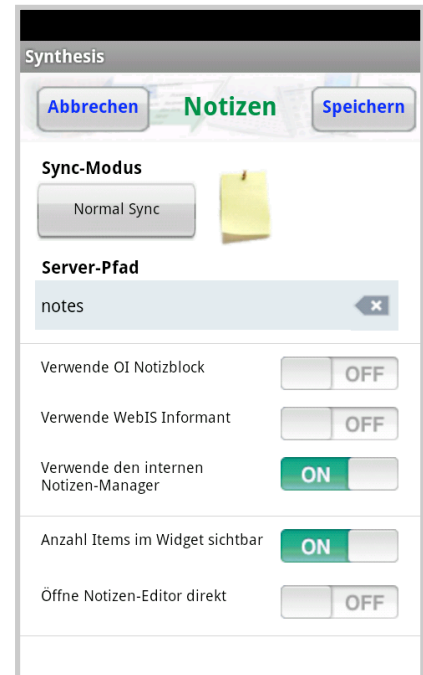 Synthesis
Abbrechen Notizen Speichern
Sync-Modus
Normal Sync
Server-Pfad
notes
Verwende OI Notizblock OFF
Verwende WebIS Informant OFF
Verwende den internen
Notizen-Manager ON
Anzahl Items im Widget sichtbar ON
Öffne Notizen-Editor direkt OFF